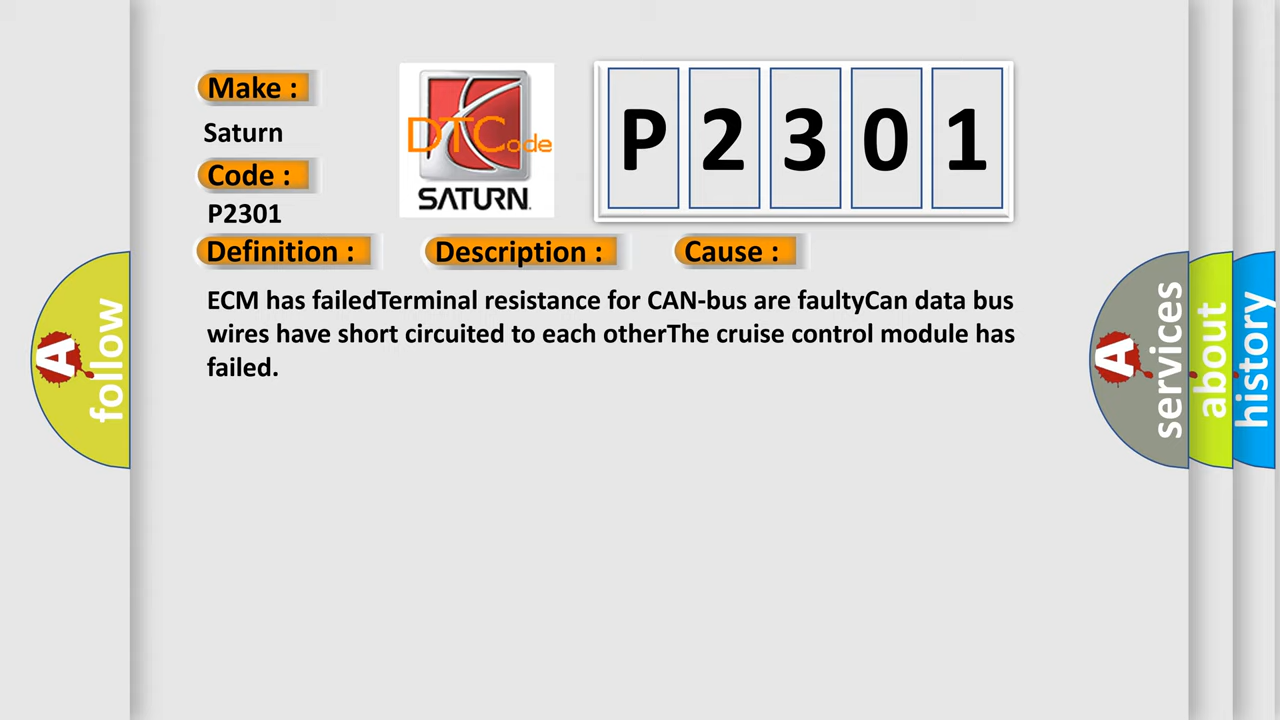 Make :
Saturn
Code :
P2301
DTCode
SATURN
P 2 3 0 1
Definition :
Description :
Cause :
ECM has failedTerminal resistance for CAN-bus are faultyCan data bus
wires have short circuited to each otherThe cruise control module has
failed.
A
follow
A
services
about
history